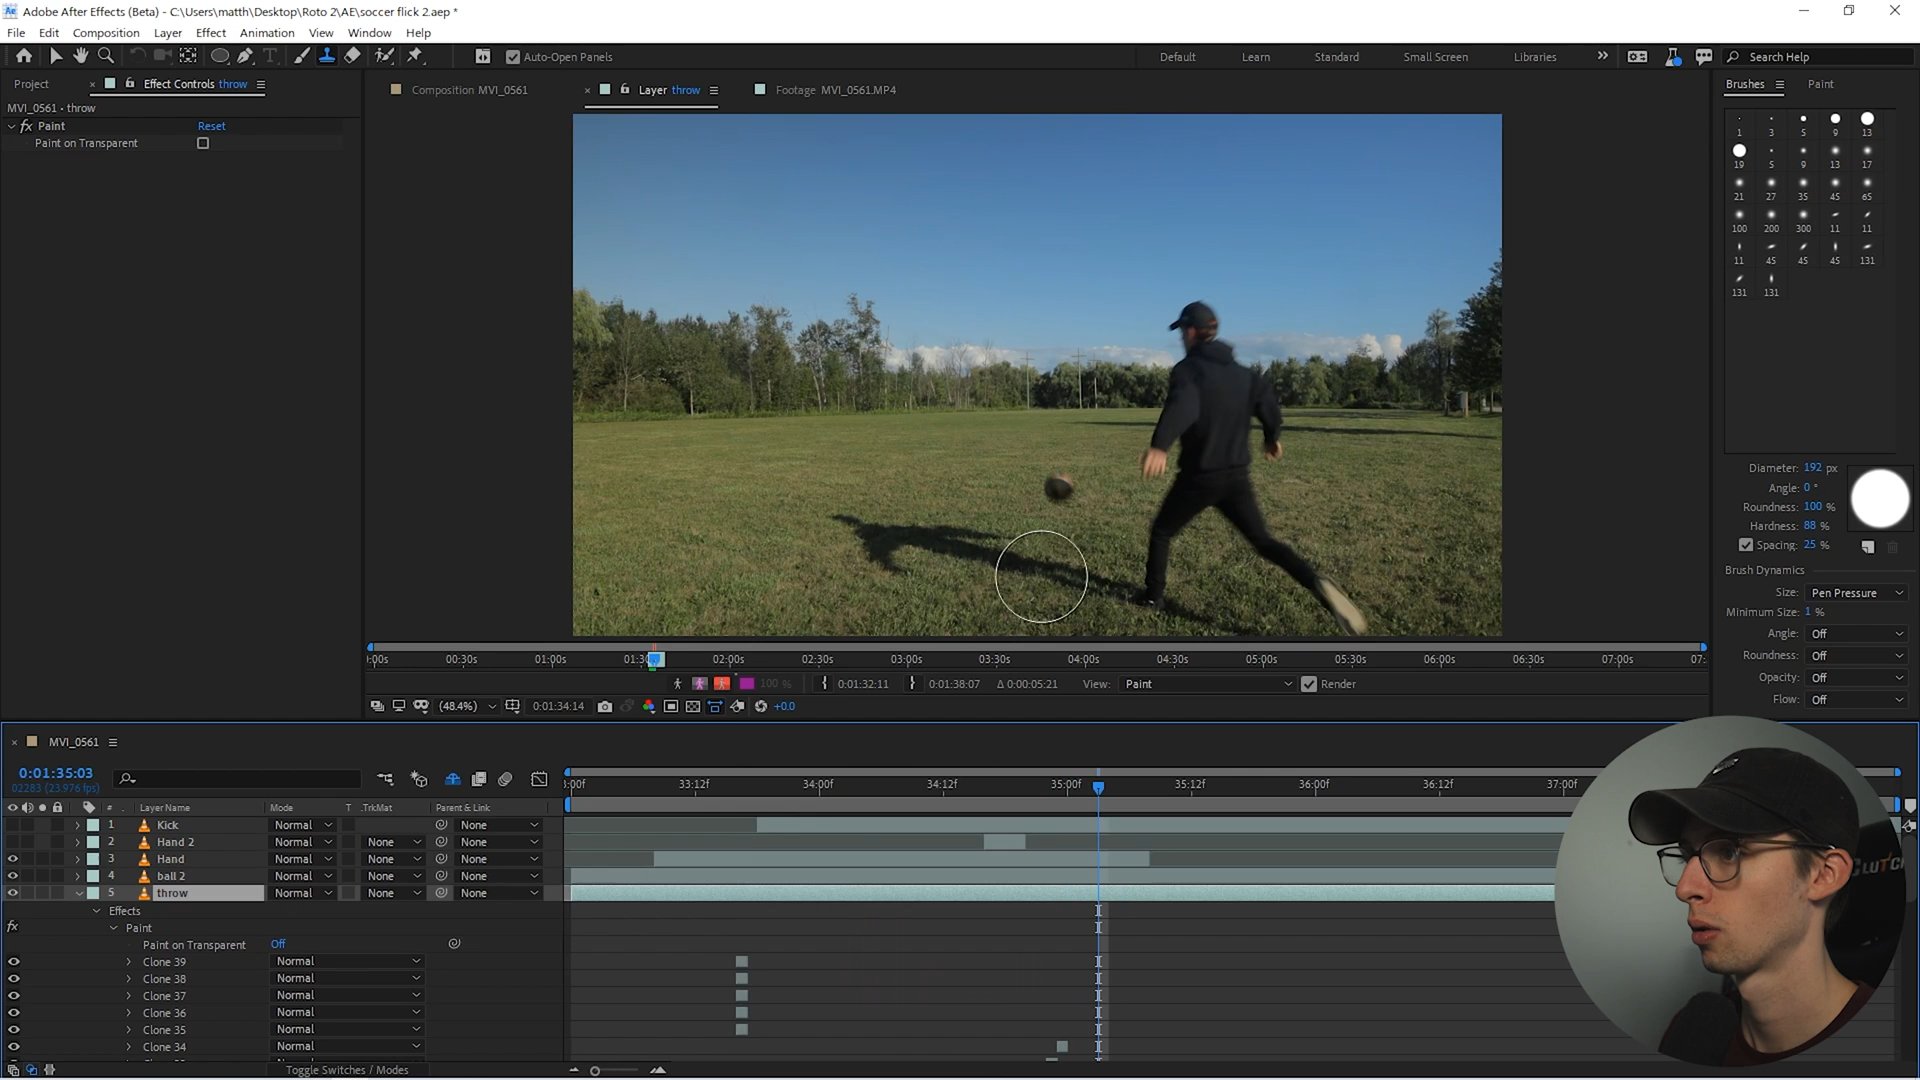 Adobe After Effects (Beta) - C:\Users\matth\Desktop\Roto 2\AE\soccer flick 2.aep *
File Edit Composition Layer Effect Animation View Window Help
Auto-Open Panels Default Learn Standard Small Screen Libraries Search Help
Project Effect Controls throw
Composition MVI_0561 Layer throw Footage MVI_0561.MP4
Brushes Paint
MVI_0561 • throw
fx Paint Reset
Paint on Transparent
1 3 5 9 13
19 5 9 13 17
21 27 35 45 65
100 200 300 11 11
11 45 45 45 131
131 131
Diameter: 192 px
Angle: 0 °
Roundness: 100 %
Hardness: 88 %
Spacing: 25 %
Brush Dynamics
Size: Pen Pressure
Minimum Size: 1 %
Angle: Off
Roundness: Off
Opacity: Off
Flow: Off
00s 00:30s 01:00s 01:30 02:00s 02:30s 03:00s 03:30s 04:00s 04:30s 05:00s 05:30s 06:00s 06:30s 07:00s 07:
100 % 0:01:32:11 0:01:38:07 Δ 0:00:05:21 View: Paint Render
(48.4%) 0:01:34:14 +0.0
MVI_0561
0:01:35:03
02283 (23.976 fps)
:00f 33:12f 34:00f 34:12f 35:00f 35:12f 36:00f 36:12f 37:00f
# Layer Name Mode T .TrkMat Parent & Link
1 Kick Normal None
2 Hand 2 Normal None None
3 Hand Normal None None
4 ball 2 Normal None None
5 throw Normal None None
Effects
fx Paint
Paint on Transparent Off
Clone 39 Normal
Clone 38 Normal
Clone 37 Normal
Clone 36 Normal
Clone 35 Normal
Clone 34 Normal
Toggle Switches / Modes
CLUTCH